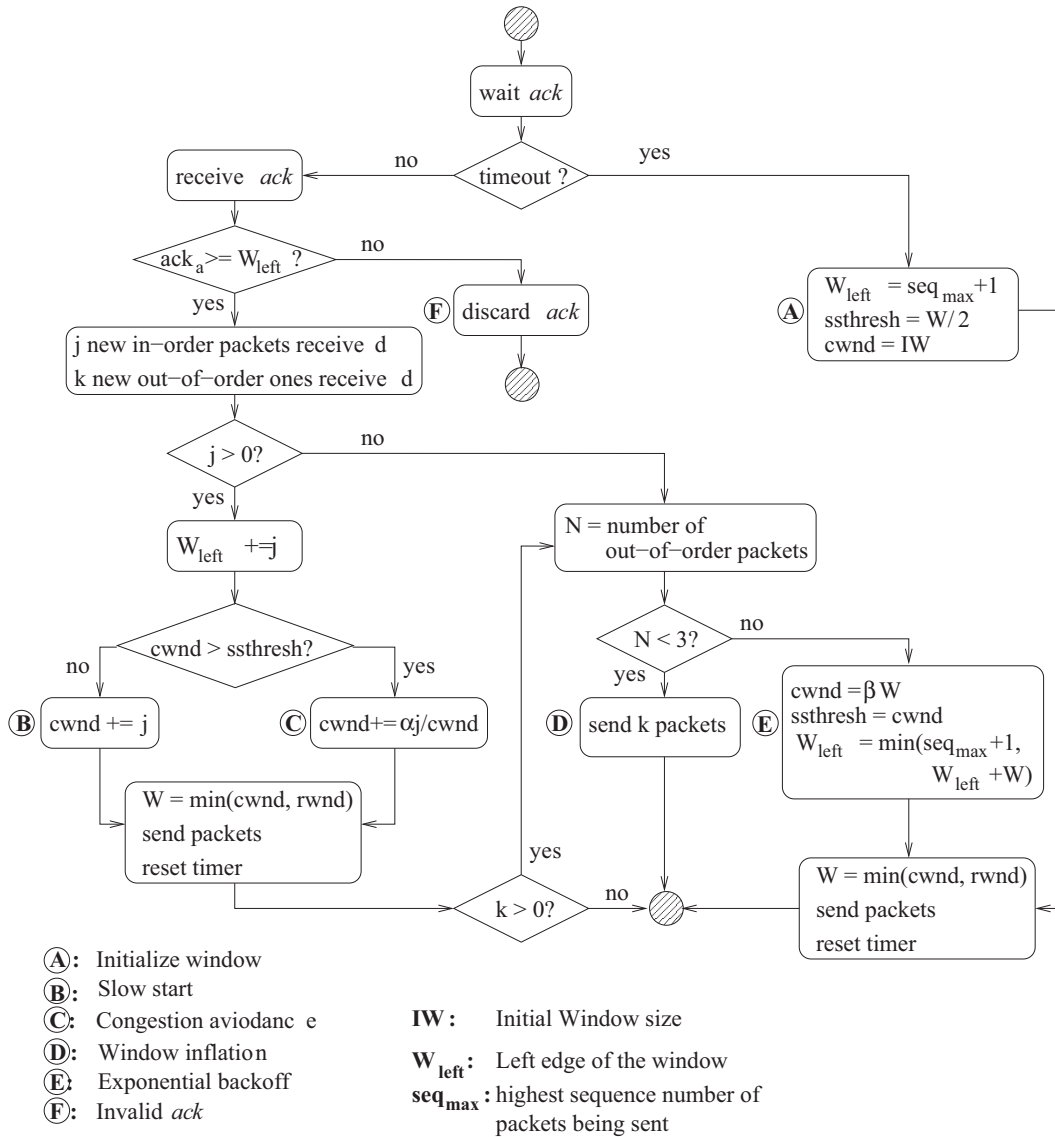 wait ack
timeout ?
no
yes
receive ack
ack_a>= W_left ?
no
yes
F
discard ack
A
W_left = seq_max+1
ssthresh = W/2
cwnd = IW
j new in−order packets receive d
k new out−of−order ones receive d
j > 0?
no
yes
W_left +=j
N = number of
out−of−order packets
cwnd > ssthresh?
no
yes
N < 3?
no
yes
B
cwnd += j
C
cwnd+= αj/cwnd
D
send k packets
E
cwnd = β W
ssthresh = cwnd
W_left = min(seq_max+1,
W_left +W)
W = min(cwnd, rwnd)
send packets
reset timer
yes
k > 0?
no
W = min(cwnd, rwnd)
send packets
reset timer
A: Initialize window
B: Slow start
C: Congestion aviodanc e
D: Window inflation
E: Exponential backoff
F: Invalid ack
IW : Initial Window size
W_left : Left edge of the window
seq_max : highest sequence number of
packets being sent